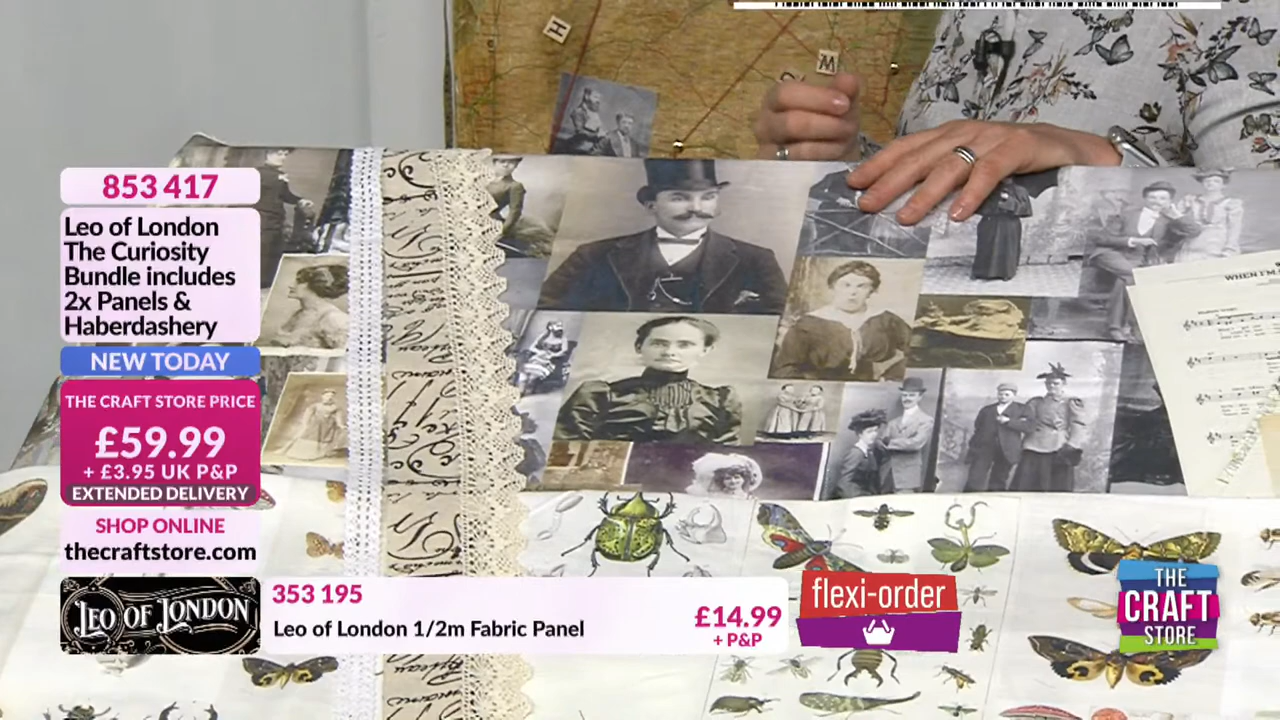 H
W
853 417
Leo of London
The Curiosity
Bundle includes
2x Panels &
Haberdashery
NEW TODAY
THE CRAFT STORE PRICE
£59.99
+ £3.95 UK P&P
EXTENDED DELIVERY
SHOP ONLINE
thecraftstore.com
LEO OF LONDON
353 195
Leo of London 1/2m Fabric Panel
£14.99
+ P&P
flexi-order
THE
CRAFT
STORE
WHEN I'M